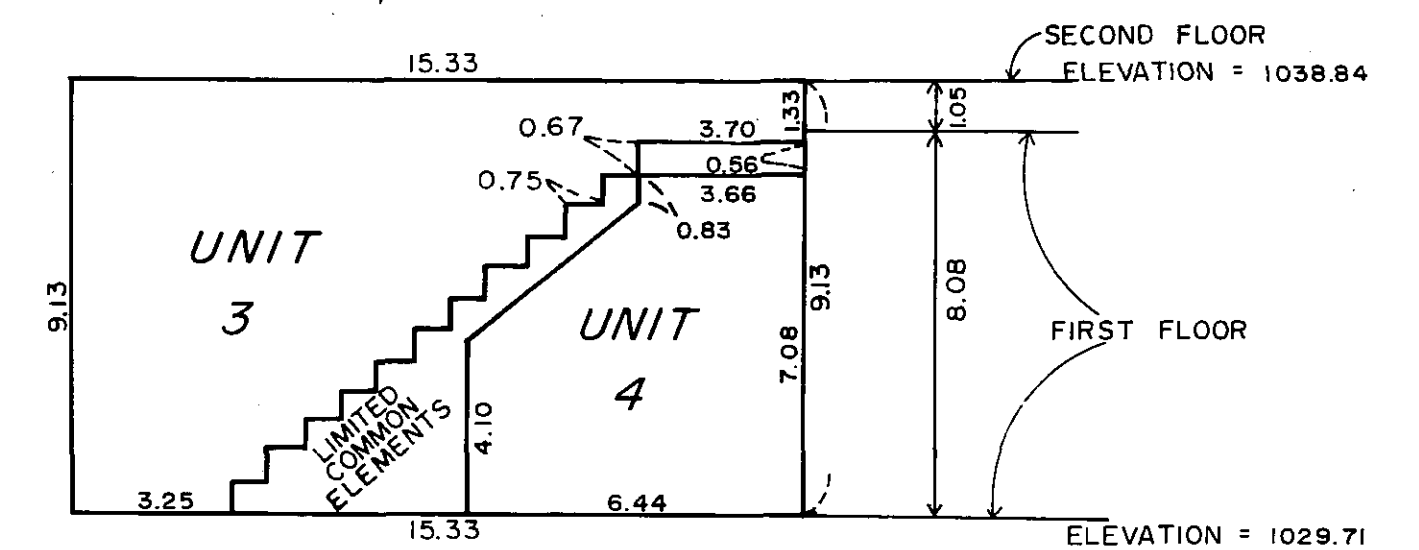 SECOND FLOOR
ELEVATION = 1038.84
15.33
1.33
1.05
0.67
3.70
0.56
0.75
3.66
0.83
UNIT
3
9.13
UNIT
4
9.13
8.08
7.08
FIRST FLOOR
LIMITED
COMMON
ELEMENTS
4.10
3.25
6.44
15.33
ELEVATION = 1029.71